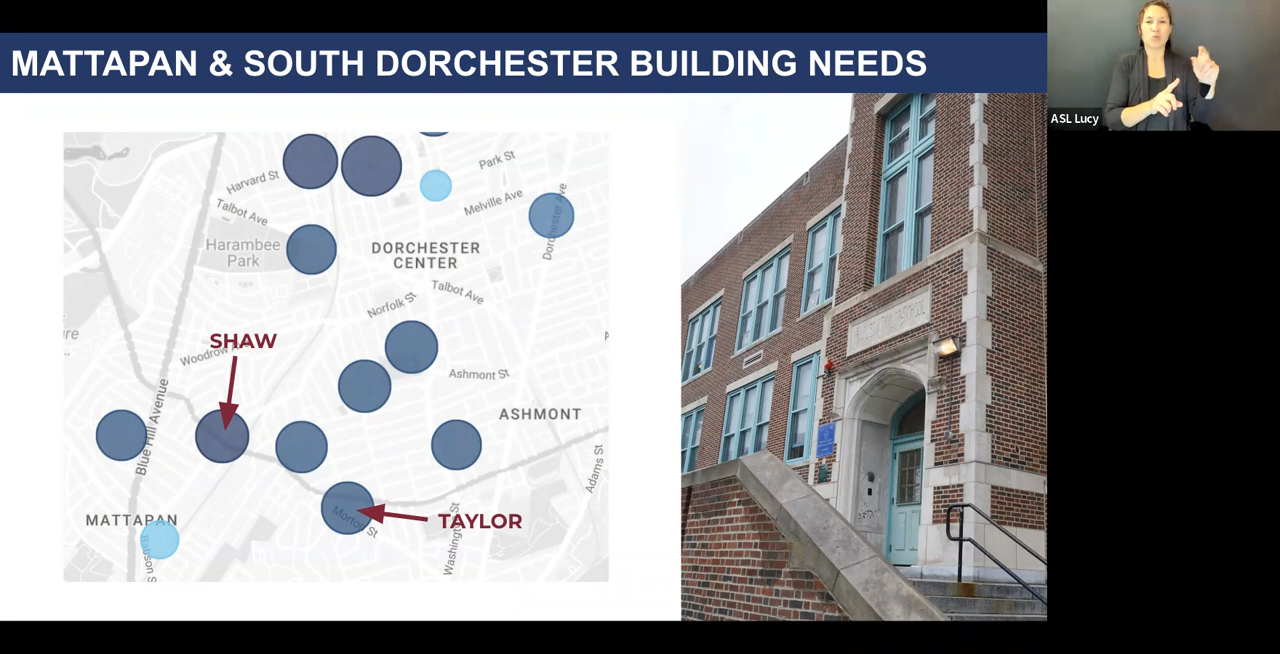 MATTAPAN & SOUTH DORCHESTER BUILDING NEEDS
ASL Lucy
Park St
Harvard St
Melville Ave
Talbot Ave
Dorchester Ave
Harambee
Park
DORCHESTER
CENTER
Talbot Ave
Norfolk St
SHAW
Woodrow
Ashmont St
ASHMONT
Blue Hill Avenue
Adams St
MATTAPAN
Morton St
TAYLOR
Washington St